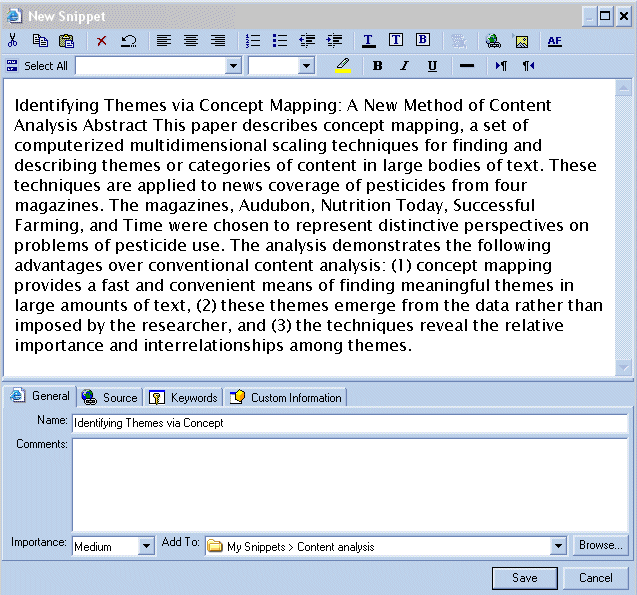 New Snippet
T T B AF
Select All B I U
Identifying Themes via Concept Mapping: A New Method of Content
Analysis Abstract This paper describes concept mapping, a set of
computerized multidimensional scaling techniques for finding and
describing themes or categories of content in large bodies of text. These
techniques are applied to news coverage of pesticides from four
magazines. The magazines, Audubon, Nutrition Today, Successful
Farming, and Time were chosen to represent distinctive perspectives on
problems of pesticide use. The analysis demonstrates the following
advantages over conventional content analysis: (1) concept mapping
provides a fast and convenient means of finding meaningful themes in
large amounts of text, (2) these themes emerge from the data rather than
imposed by the researcher, and (3) the techniques reveal the relative
importance and interrelationships among themes.
General Source Keywords Custom Information
Name: Identifying Themes via Concept
Comments:
Importance: Medium Add To: My Snippets > Content analysis Browse...
Save Cancel